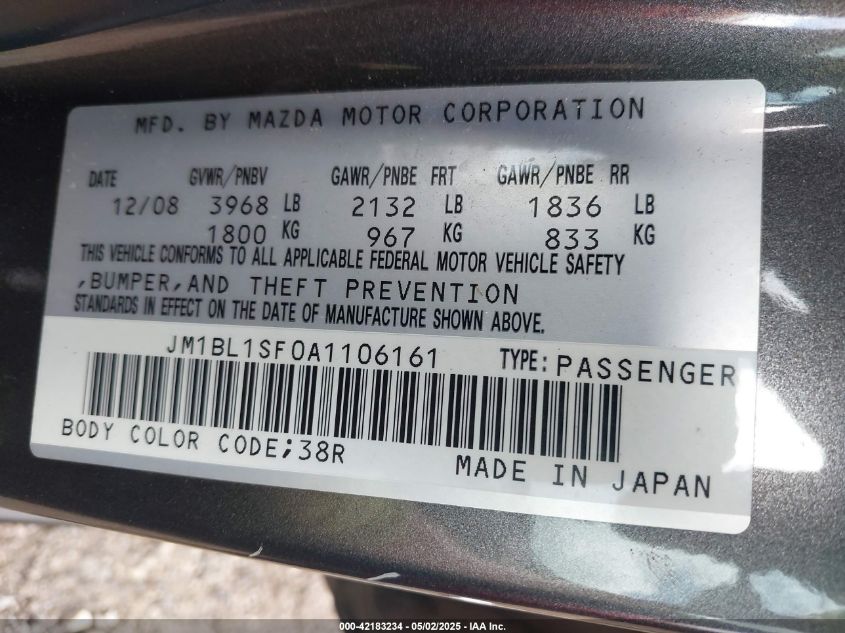 MFD. BY MAZDA MOTOR CORPORATION
DATE GVWR/PNBV GAWR/PNBE FRT GAWR/PNBE RR
12/08 3968 LB 2132 LB 1836 LB
1800 KG 967 KG 833 KG
THIS VEHICLE CONFORMS TO ALL APPLICABLE FEDERAL MOTOR VEHICLE SAFETY
,BUMPER,AND THEFT PREVENTION
STANDARDS IN EFFECT ON THE DATE OF MANUFACTURE SHOWN ABOVE.
JM1BL1SF0A1106161 TYPE: PASSENGER
BODY COLOR CODE;38R
MADE IN JAPAN
000-42183234 - 05/02/2025 - IAA Inc.